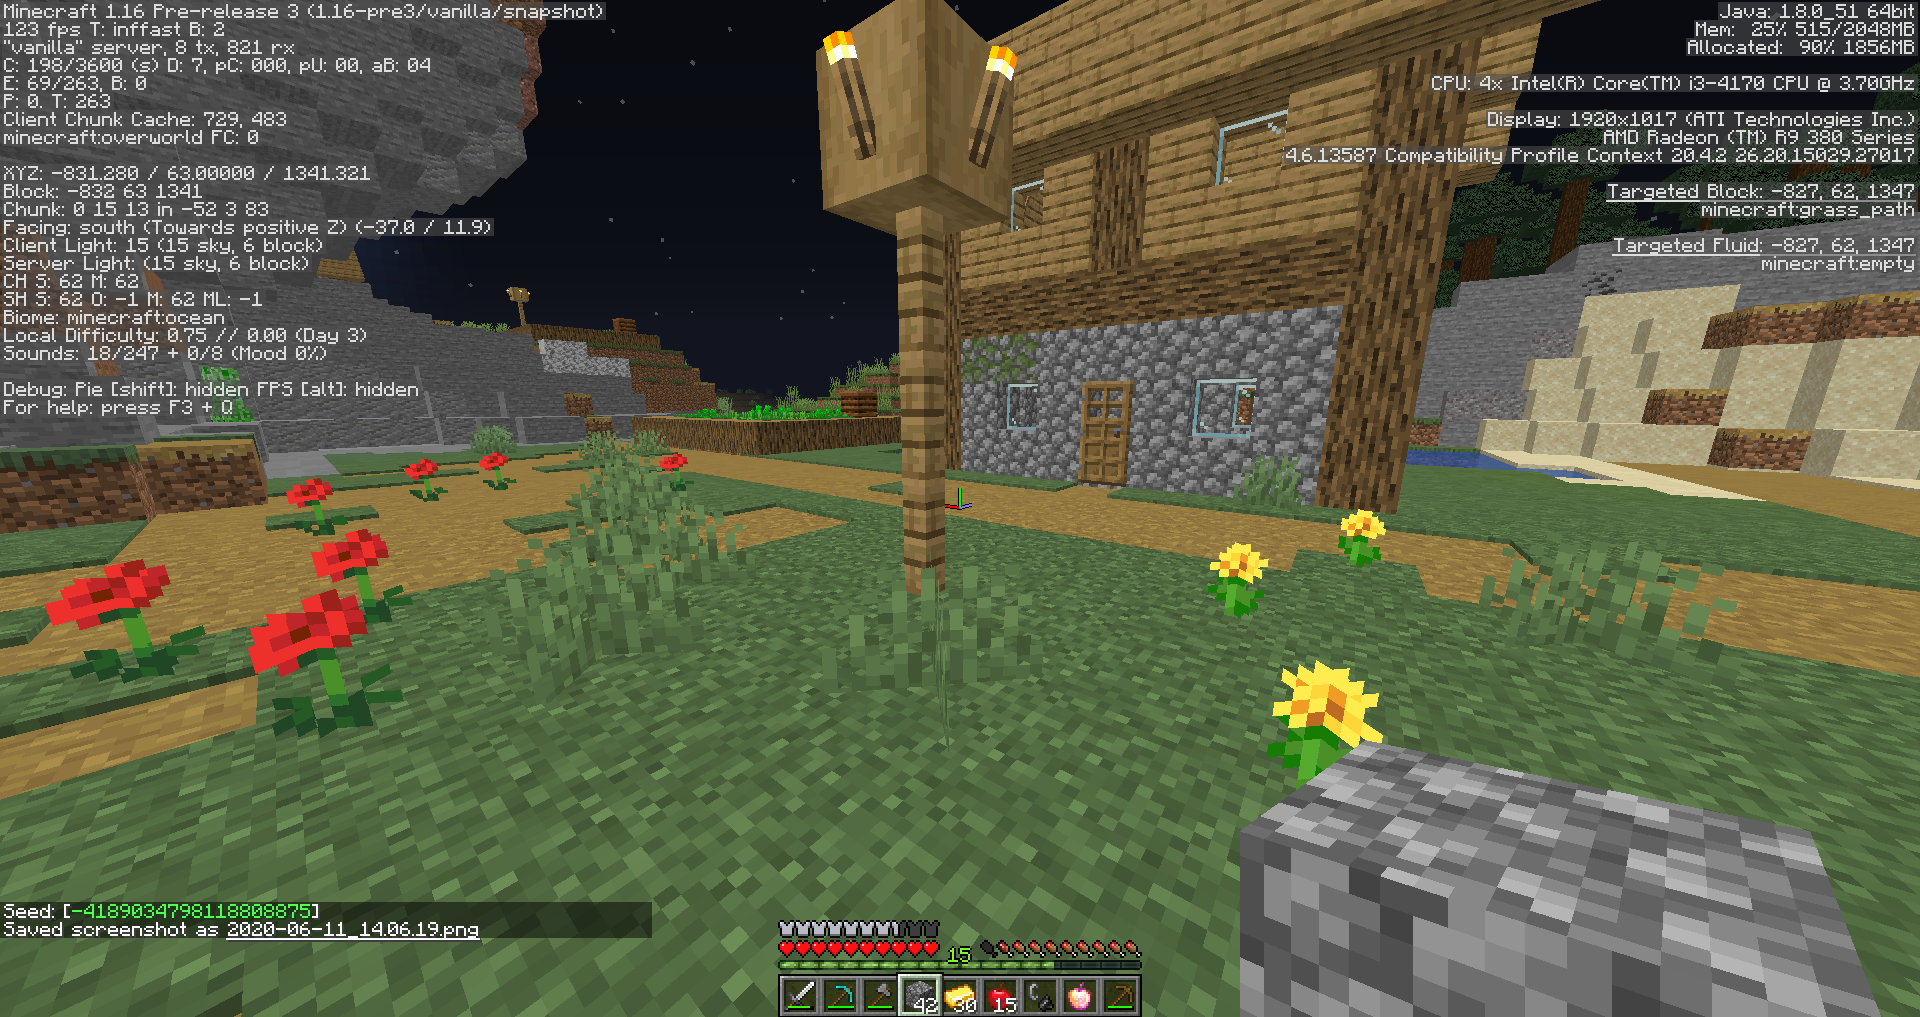 Minecraft 1.16 Pre-release 3 (1.16-pre3/vanilla/snapshot)
123 fps T: inffast B: 2
"vanilla" server, 8 tx, 821 rx
C: 198/3600 (s) D: 7, pC: 000, pU: 00, aB: 04
E: 69/263, B: 0
P: 0. T: 263
Client Chunk Cache: 729, 483
minecraft:overworld FC: 0
XYZ: -831.280 / 63.00000 / 1341.321
Block: -832 63 1341
Chunk: 0 15 13 in -52 3 83
Facing: south (Towards positive Z) (-37.0 / 11.9)
Client Light: 15 (15 sky, 6 block)
Server Light: (15 sky, 6 block)
CH S: 62 M: 62
SH S: 62 O: -1 M: 62 ML: -1
Biome: minecraft:ocean
Local Difficulty: 0.75 // 0.00 (Day 3)
Sounds: 18/247 + 0/8 (Mood 0%)
Debug: Pie [shift]: hidden FPS [alt]: hidden
For help: press F3 + Q
Java: 1.8.0_51 64bit
Mem: 25% 515/2048MB
Allocated: 90% 1856MB
CPU: 4x Intel(R) Core(TM) i3-4170 CPU @ 3.70GHz
Display: 1920x1017 (ATI Technologies Inc.)
AMD Radeon (TM) R9 380 Series
4.6.13587 Compatibility Profile Context 20.4.2 26.20.15029.27017
Targeted Block: -827, 62, 1347
minecraft:grass_path
Targeted Fluid: -827, 62, 1347
minecraft:empty
Seed: [-4189034798118808875]
Saved screenshot as 2020-06-11_14.06.19.png
15
42
30
15